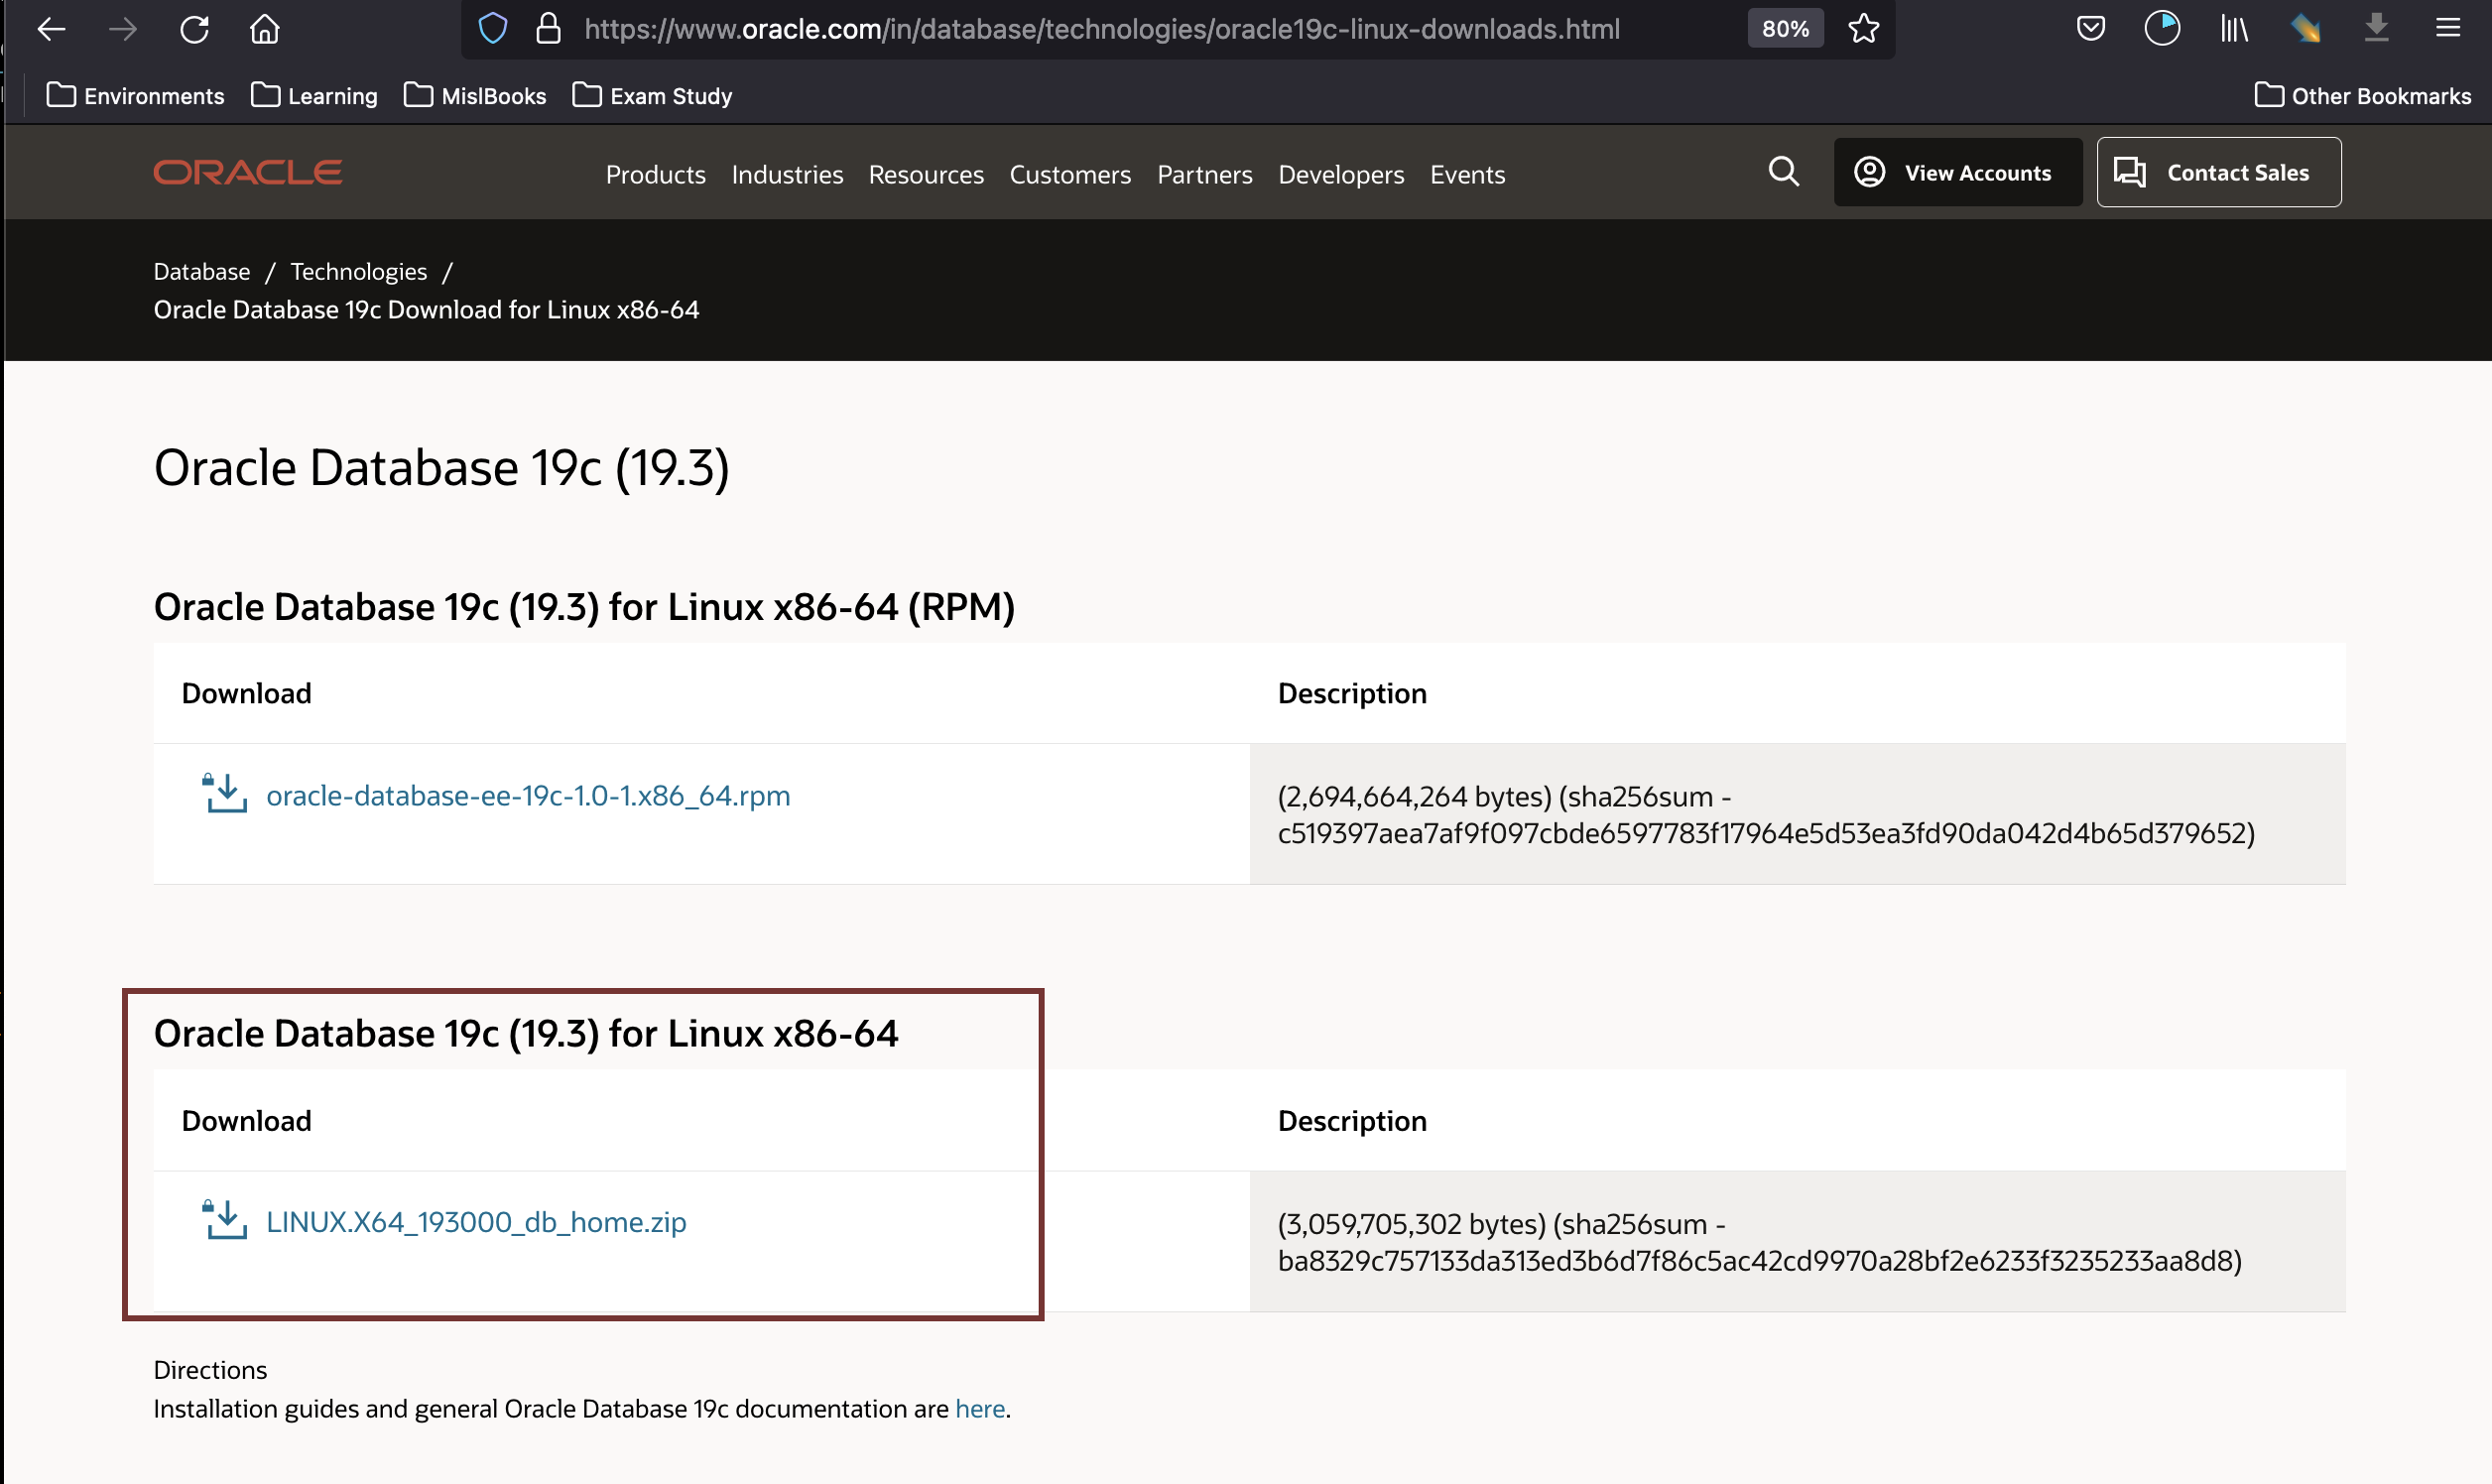 https://www.oracle.com/in/database/technologies/oracle19c-linux-downloads.html
80%
Environments
Learning
MislBooks
Exam Study
Other Bookmarks
ORACLE
Products
Industries
Resources
Customers
Partners
Developers
Events
View Accounts
Contact Sales
Database / Technologies /
Oracle Database 19c Download for Linux x86-64
Oracle Database 19c (19.3)
Oracle Database 19c (19.3) for Linux x86-64 (RPM)
Download
Description
oracle-database-ee-19c-1.0-1.x86_64.rpm
(2,694,664,264 bytes) (sha256sum -
c519397aea7af9f097cbde6597783f17964e5d53ea3fd90da042d4b65d379652)
Oracle Database 19c (19.3) for Linux x86-64
Download
Description
LINUX.X64_193000_db_home.zip
(3,059,705,302 bytes) (sha256sum -
ba8329c757133da313ed3b6d7f86c5ac42cd9970a28bf2e6233f3235233aa8d8)
Directions
Installation guides and general Oracle Database 19c documentation are here.